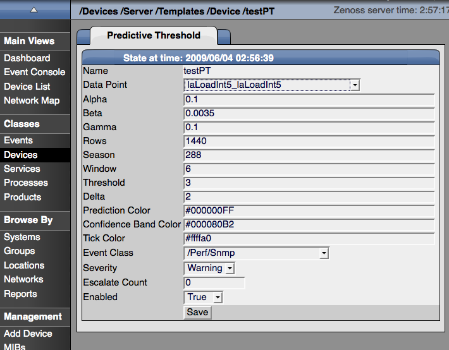 /Devices /Server /Templates /Device /testPT
Zenoss server time: 2:57:17
Main Views
Dashboard
Event Console
Device List
Network Map
Classes
Events
Devices
Services
Processes
Products
Browse By
Systems
Groups
Locations
Networks
Reports
Management
Add Device
MIBs
Predictive Threshold
State at time: 2009/06/04 02:56:39
Name testPT
Data Point laLoadInt5_laLoadInt5
Alpha 0.1
Beta 0.0035
Gamma 0.1
Rows 1440
Season 288
Window 6
Threshold 3
Delta 2
Prediction Color #000000FF
Confidence Band Color #000080B2
Tick Color #ffffa0
Event Class /Perf/Snmp
Severity Warning
Escalate Count 0
Enabled True
Save